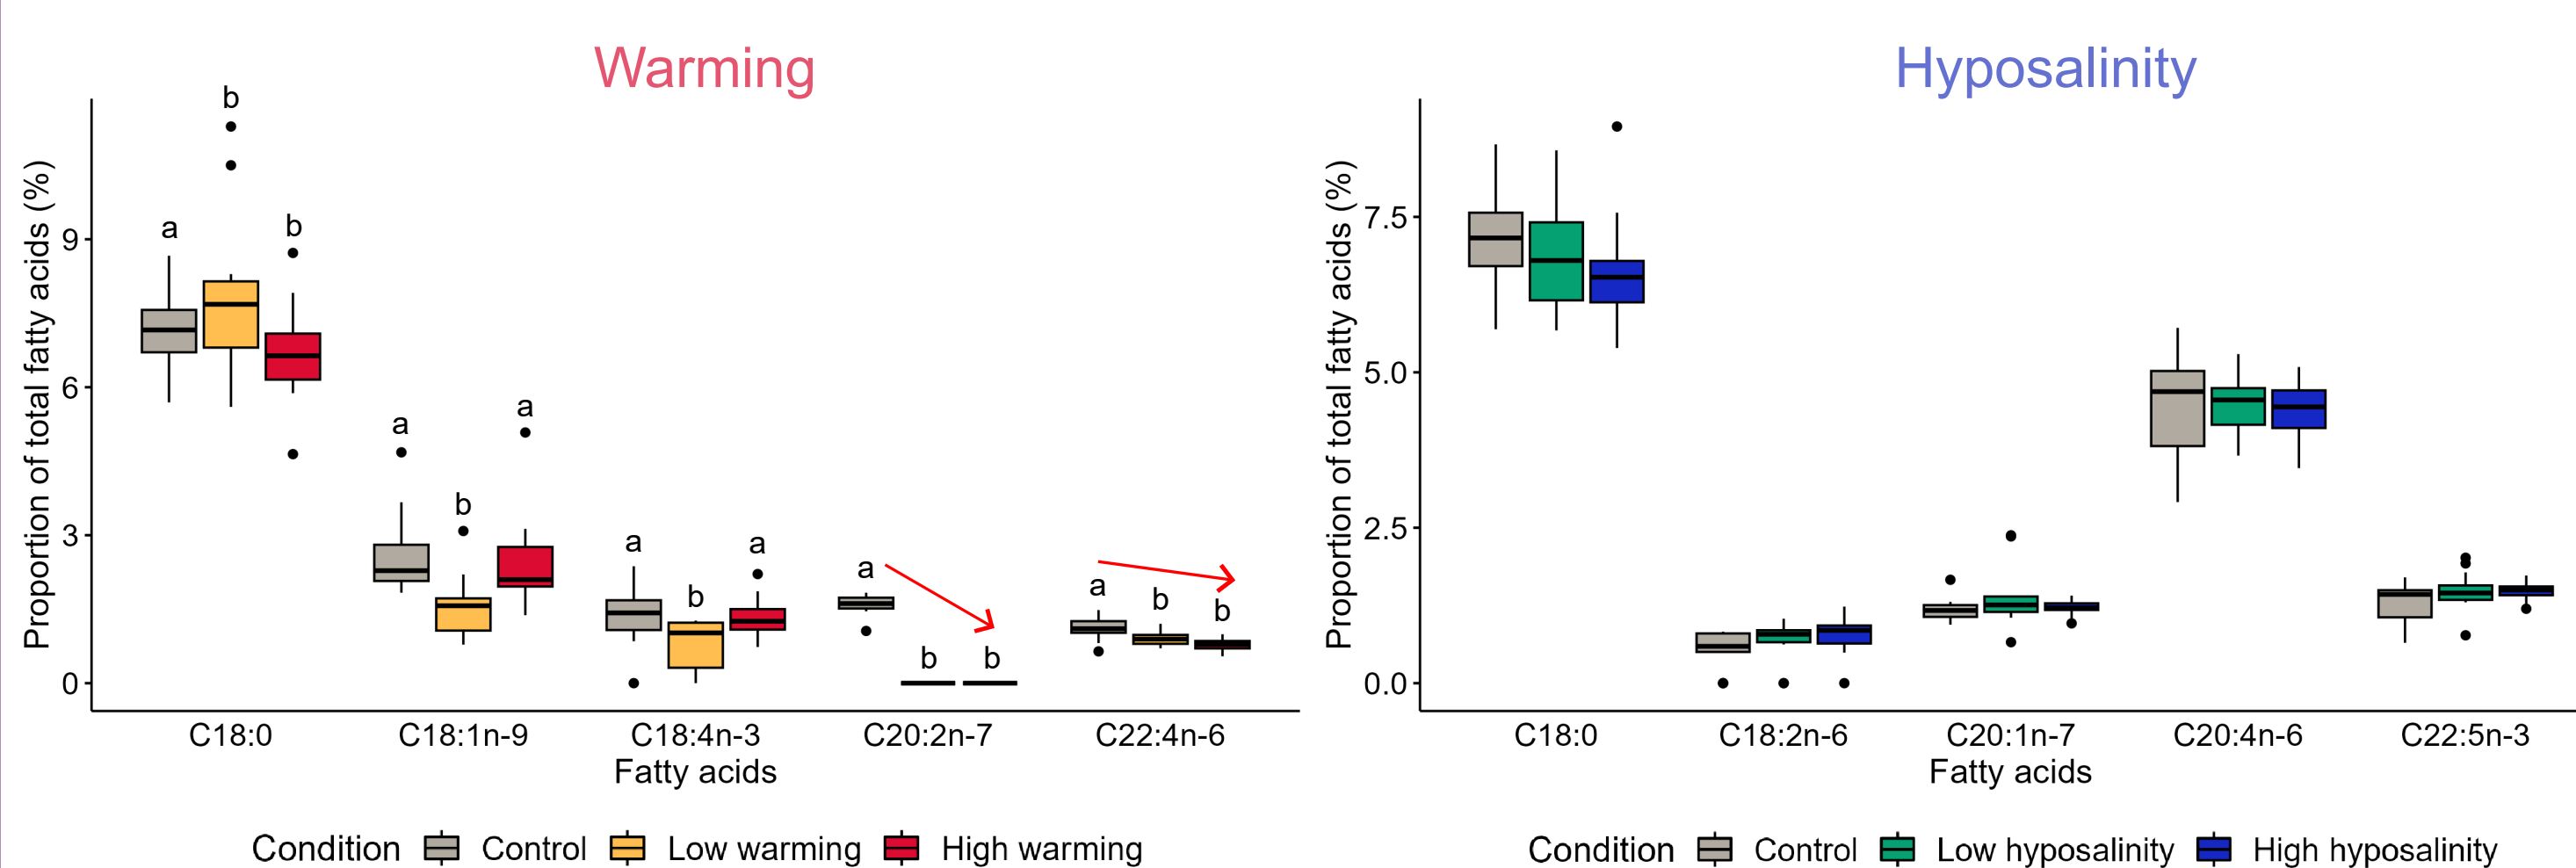 Warming
Proportion of total fatty acids (%)
9
6
3
0
a
b
b
a
b
a
a
b
a
a
b
b
a
b
b
C18:0
C18:1n-9
C18:4n-3
C20:2n-7
C22:4n-6
Fatty acids
Condition Control Low warming High warming
Hyposalinity
Proportion of total fatty acids (%)
7.5
5.0
2.5
0.0
C18:0
C18:2n-6
C20:1n-7
C20:4n-6
C22:5n-3
Fatty acids
Condition Control Low hyposalinity High hyposalinity